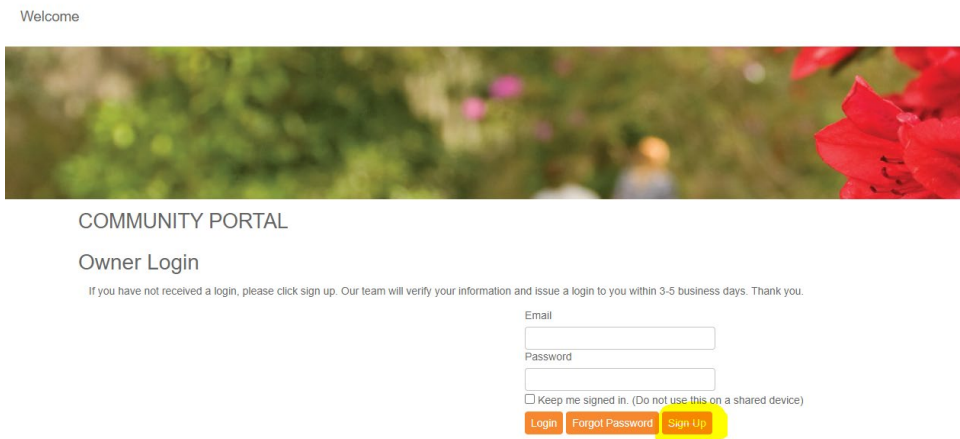 Welcome
COMMUNITY PORTAL
Owner Login
If you have not received a login, please click sign up. Our team will verify your information and issue a login to you within 3-5 business days. Thank you.
Email
Password
Keep me signed in. (Do not use this on a shared device)
Login Forgot Password Sign Up